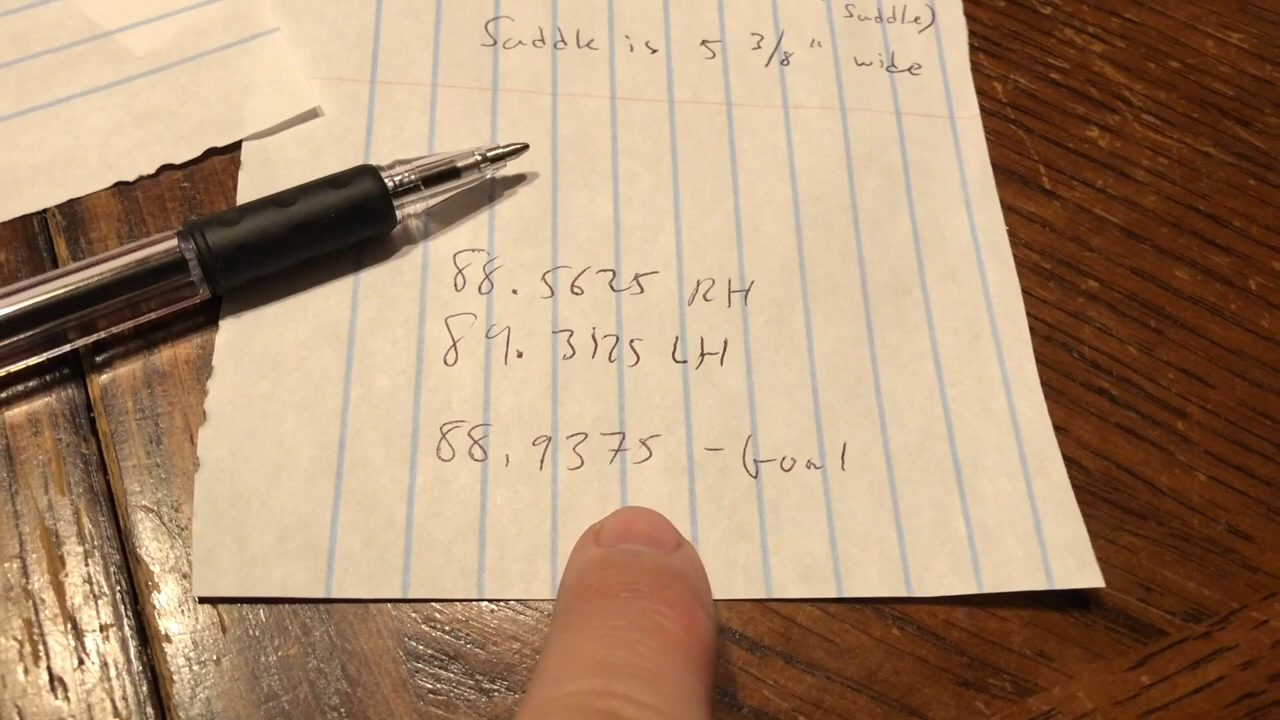 Saddle)
Saddle is 5 3/8" wide
88.5625 RH
89.3125 LH
88.9375 - Goal